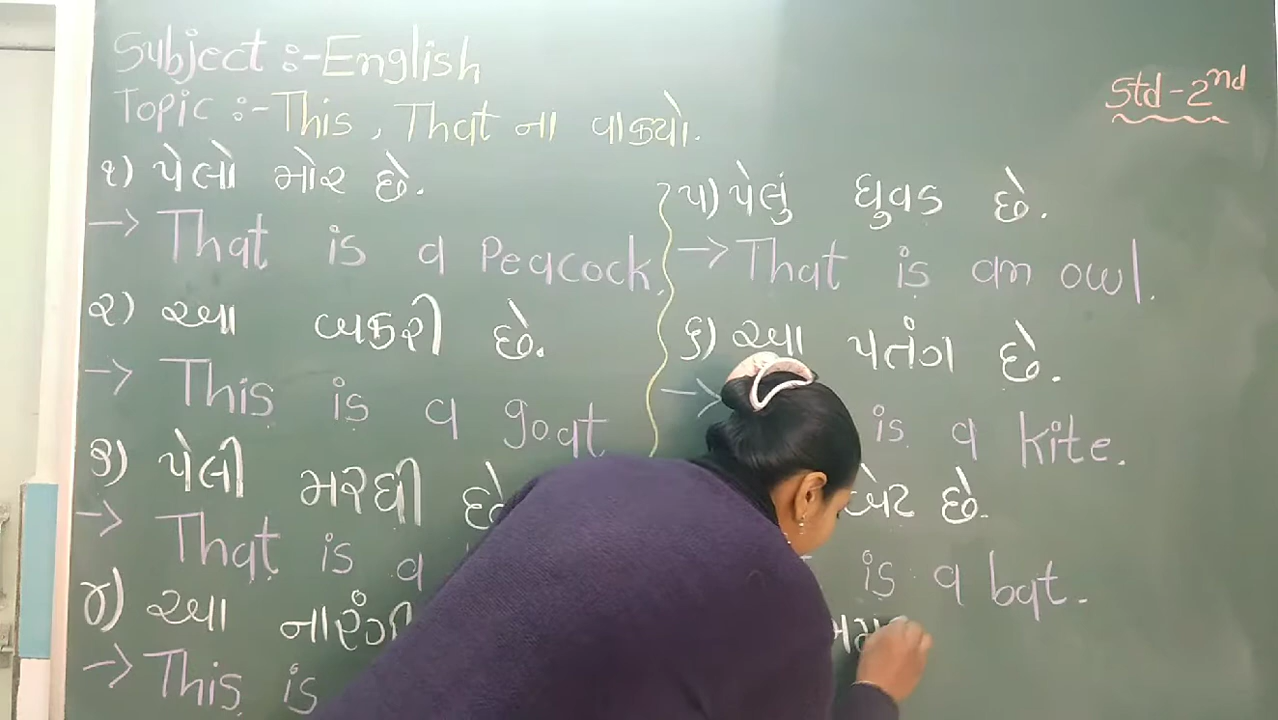 Subject :- English
Topic :- This, That ના વાક્યો.
Std - 2nd
૧) પેલો મોર છે.
→ That is a Peacock.
૨) આ બકરી છે.
→ This is a goat
૩) પેલી મરઘી
→ That is a
૪) આ નારંગી
→ This is
૫) પેલું ઘુવડ છે.
→ That is an owl.
૬) આ પતંગ છે.
→ is a kite.
બેટ છે.
is a bat.